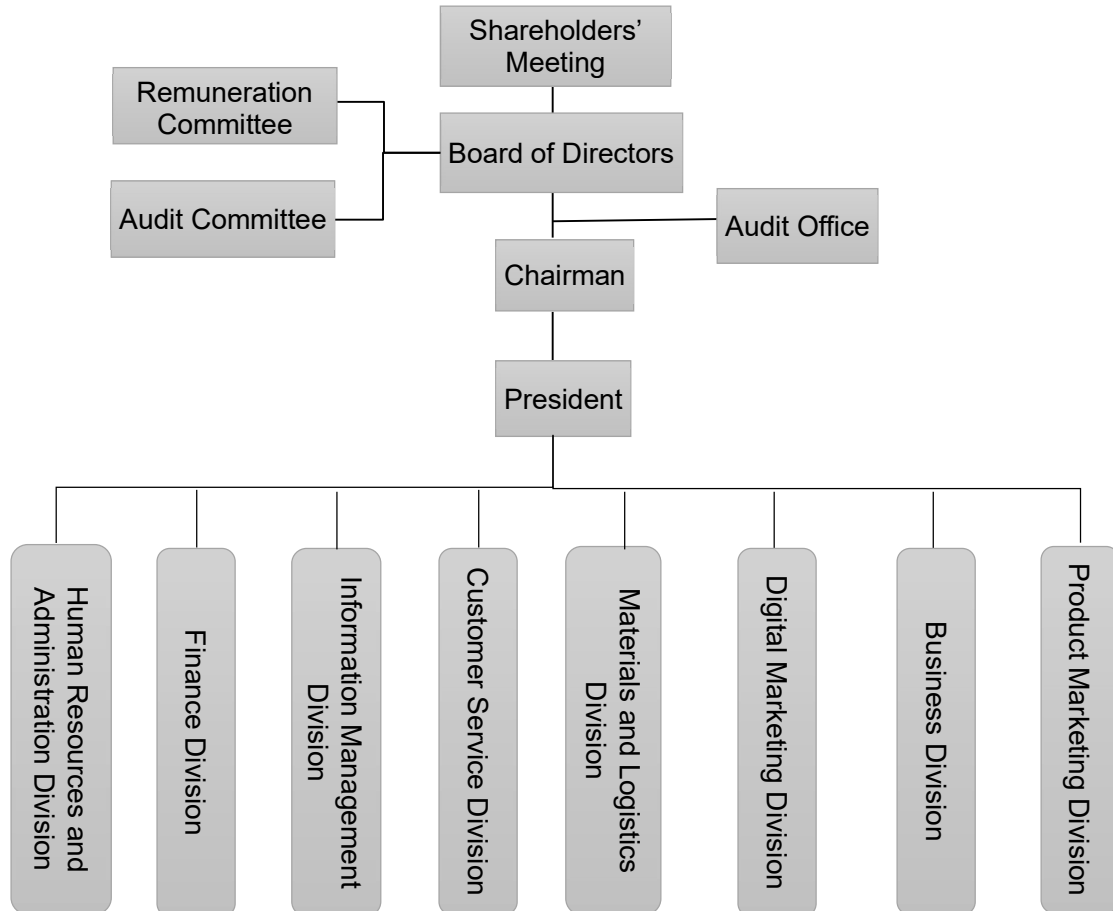 Shareholders’
Meeting
Remuneration
Committee
Board of Directors
Audit Committee
Audit Office
Chairman
President
Human Resources and
Administration Division
Finance Division
Information Management
Division
Customer Service Division
Materials and Logistics
Division
Digital Marketing Division
Business Division
Product Marketing Division